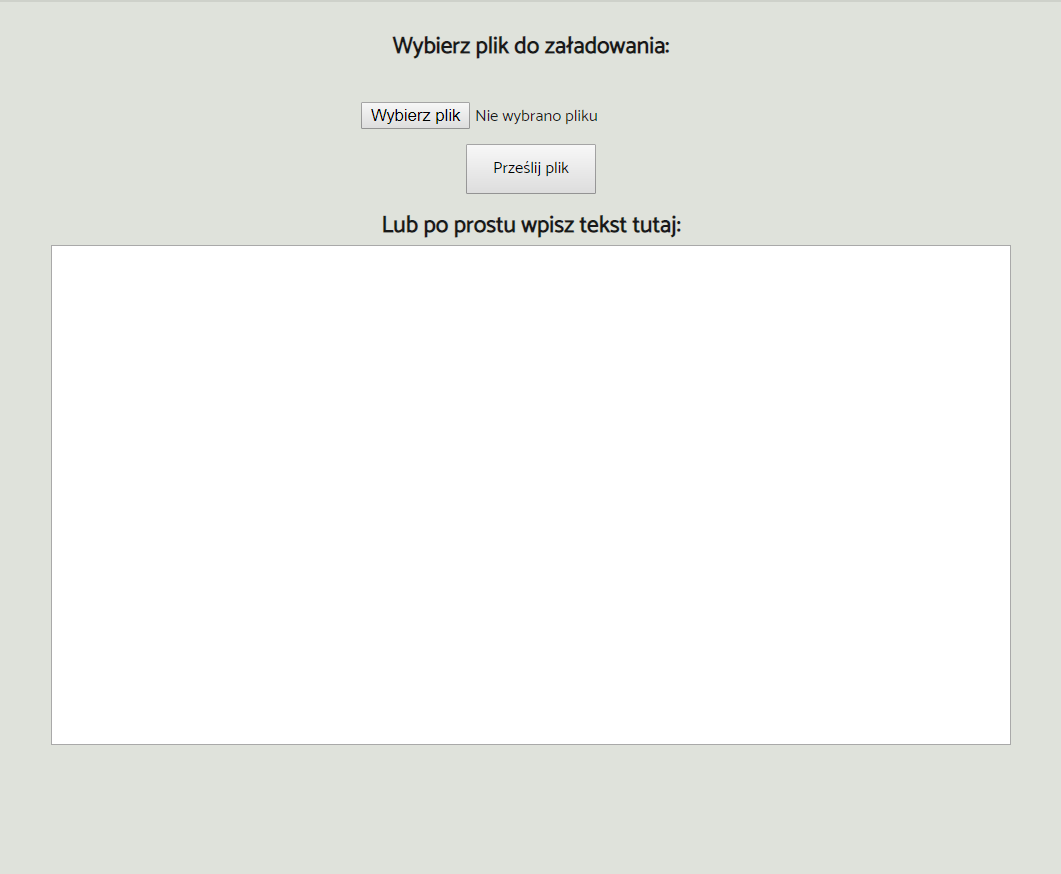 Wybierz plik do załadowania:
Wybierz plik Nie wybrano pliku
Prześlij plik
Lub po prostu wpisz tekst tutaj: